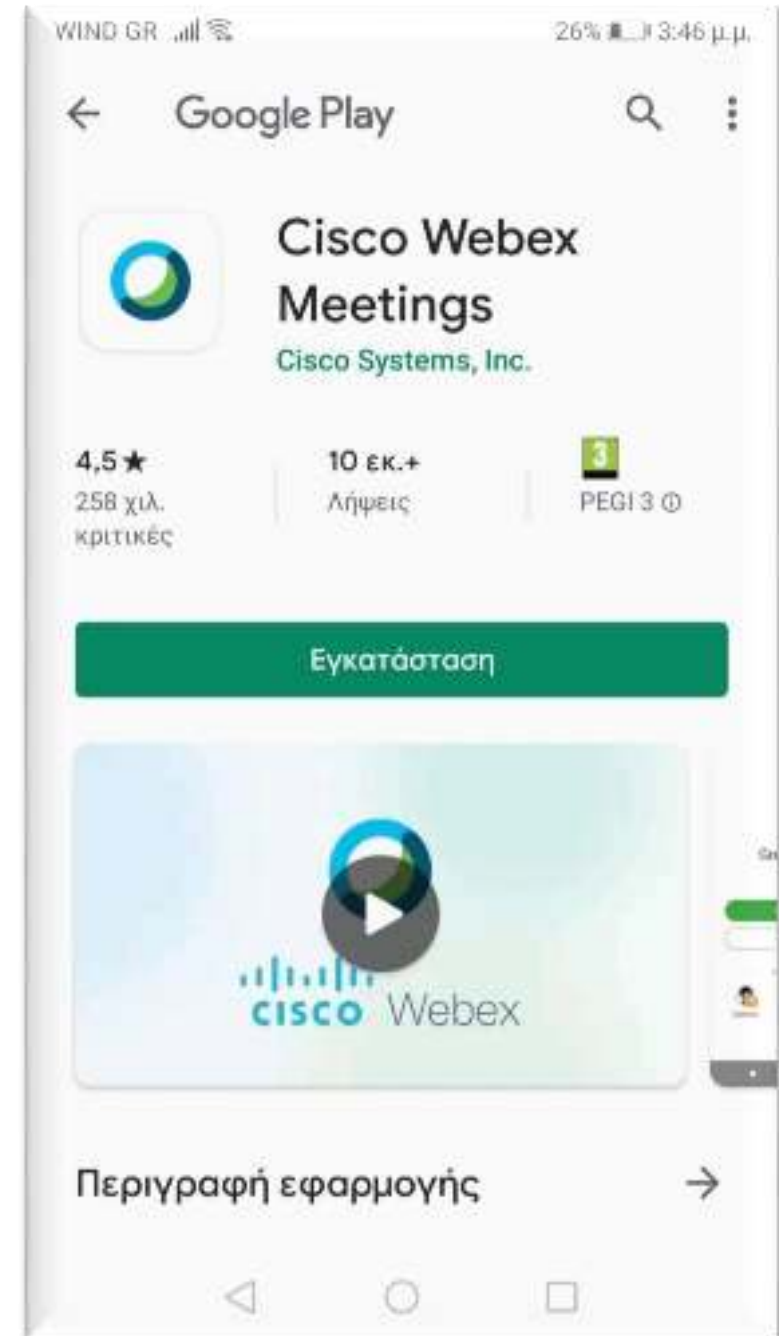 WIND GR 26% 3:46 μ.μ.
Google Play
Cisco Webex
Meetings
Cisco Systems, Inc.
4,5★ 10 εκ.+ 3
258 χιλ. Λήψεις PEGI 3
κριτικές
Εγκατάσταση
CISCO Webex
Περιγραφή εφαρμογής